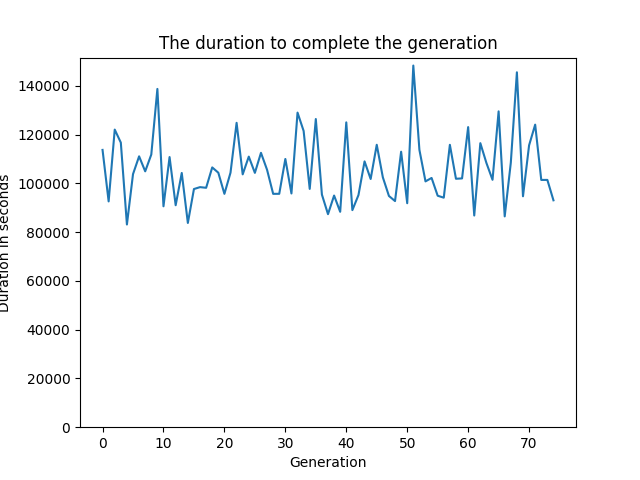 The duration to complete the generation
140000
120000
100000
80000
60000
40000
20000
0
Duration in seconds
0 10 20 30 40 50 60 70
Generation